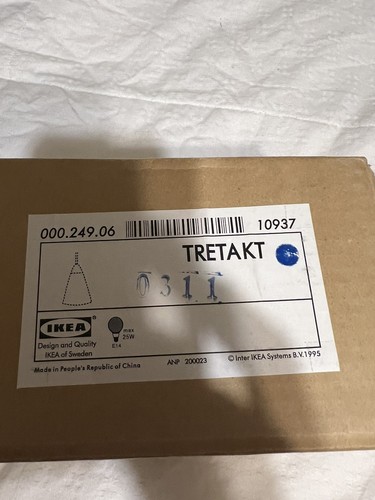 000.249.06 10937
TRETAKT
0311
IKEA®
Design and Quality
IKEA of Sweden
max
25W
E14
Made in People's Republic of China
ANP 200023
© Inter IKEA Systems B.V. 1995